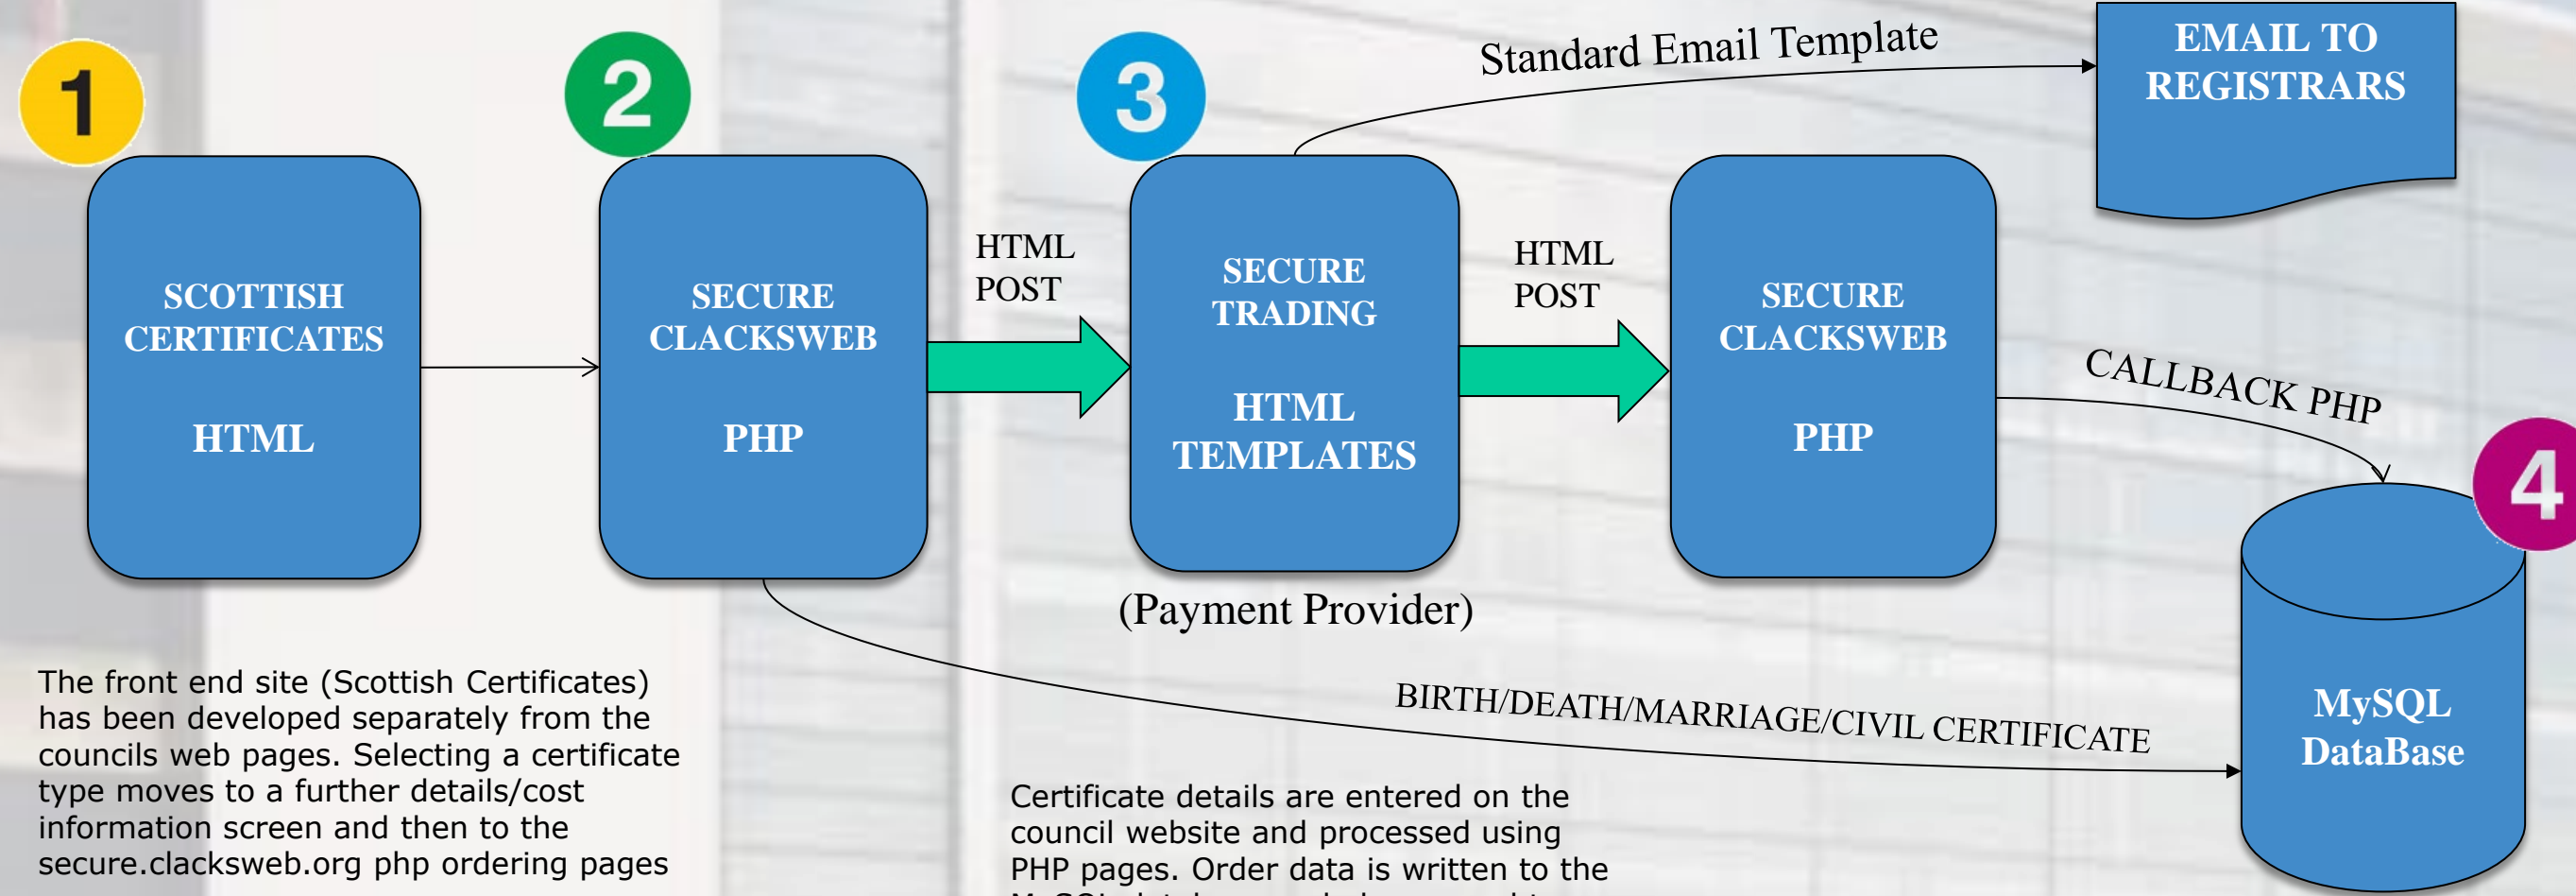 1
SCOTTISH
CERTIFICATES
HTML
2
SECURE
CLACKSWEB
PHP
HTML
POST
3
SECURE
TRADING
HTML
TEMPLATES
(Payment Provider)
Standard Email Template
EMAIL TO
REGISTRARS
HTML
POST
SECURE
CLACKSWEB
PHP
CALLBACK PHP
4
MySQL
DataBase
BIRTH/DEATH/MARRIAGE/CIVIL CERTIFICATE
The front end site (Scottish Certificates)
has been developed separately from the
councils web pages. Selecting a certificate
type moves to a further details/cost
information screen and then to the
secure.clacksweb.org php ordering pages
Certificate details are entered on the
council website and processed using
PHP pages. Order data is written to the